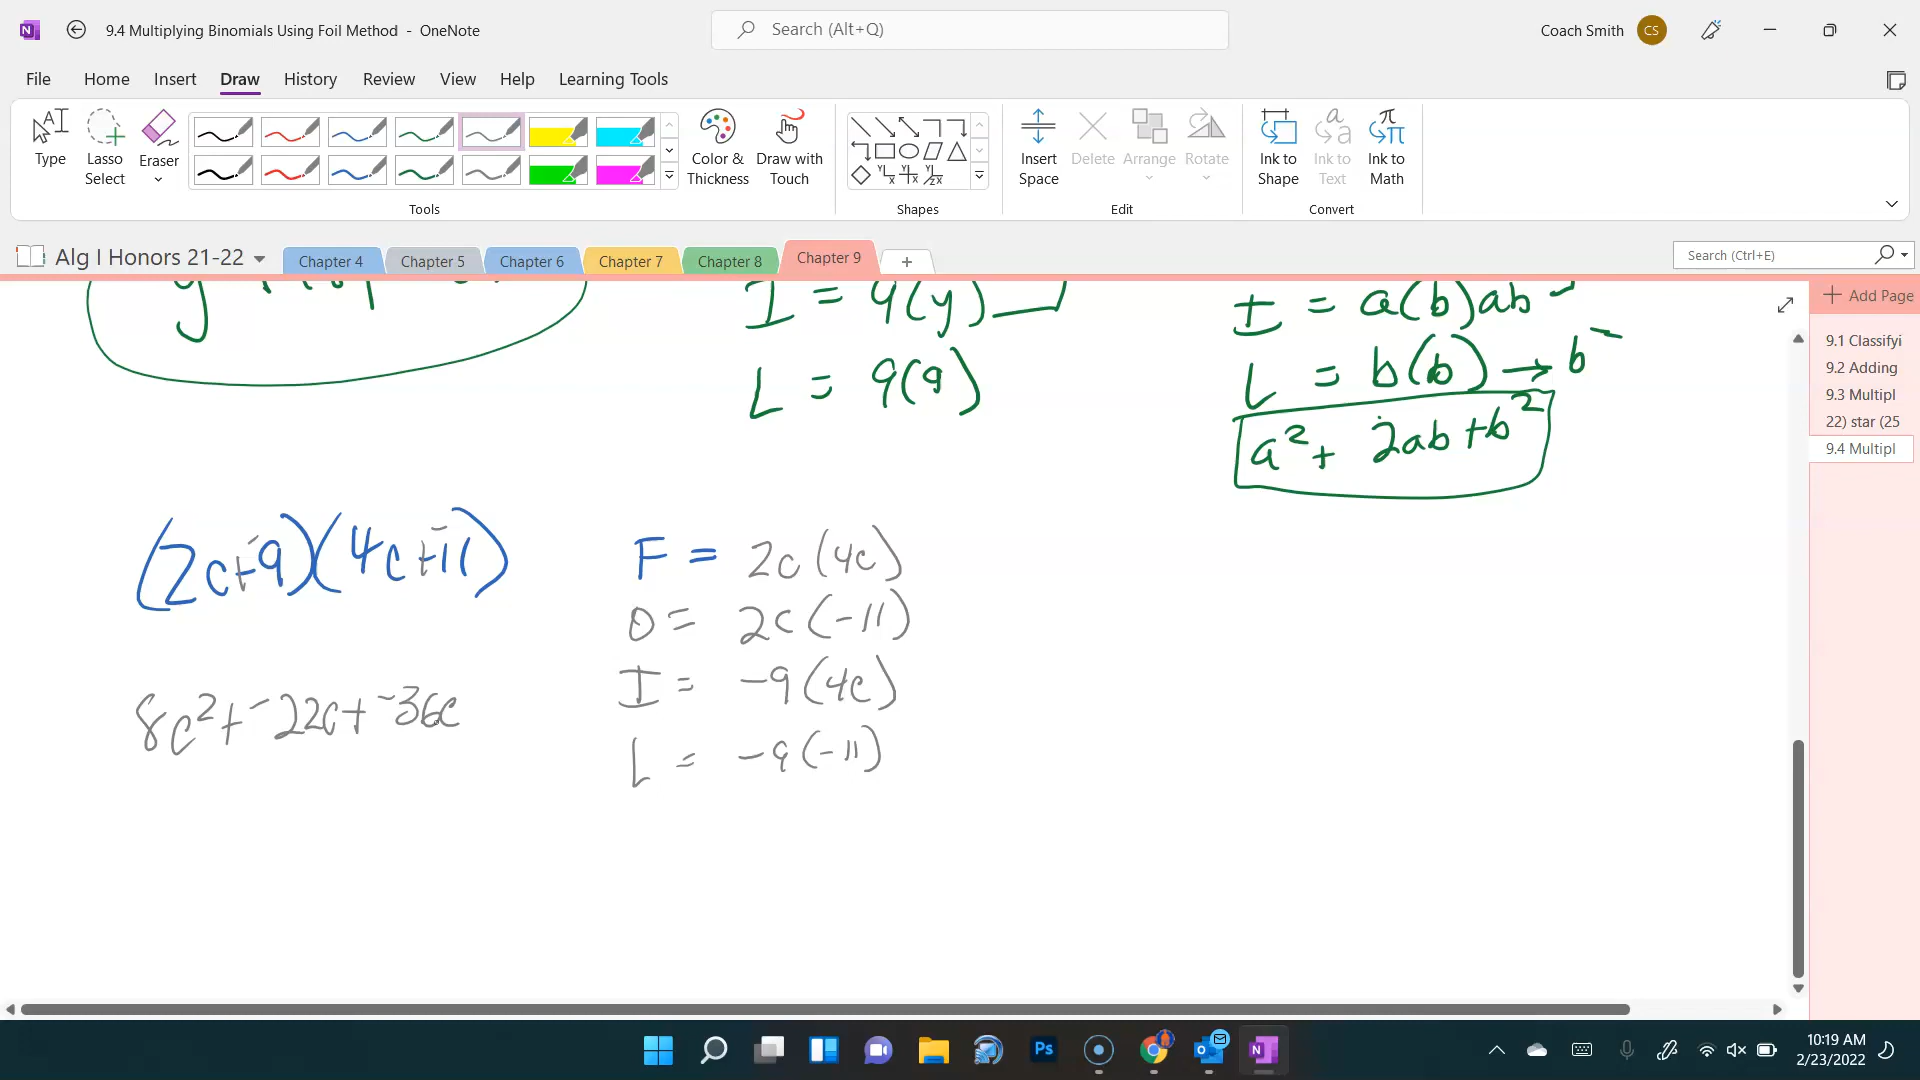 9.4 Multiplying Binomials Using Foil Method - OneNote
Search (Alt+Q)
Coach Smith
CS
File Home Insert Draw History Review View Help Learning Tools
Type
Lasso Select
Eraser
Color & Thickness
Draw with Touch
Insert Space
Delete
Arrange
Rotate
Ink to Shape
Ink to Text
Ink to Math
Tools
Shapes
Edit
Convert
Alg I Honors 21-22
Chapter 4
Chapter 5
Chapter 6
Chapter 7
Chapter 8
Chapter 9
Search (Ctrl+E)
Add Page
9.1 Classifyi
9.2 Adding
9.3 Multipl
22) star (25
9.4 Multipl
I = 9(y)
L = 9(9)
I = a(b) ab
L = b(b) → b
a² + 2ab + b²
(2c+-9)(4c+-11)
F = 2c(4c)
O = 2c(-11)
I = -9(4c)
L = -9(-11)
8c² + -22c + -36c
Ps
10:19 AM
2/23/2022